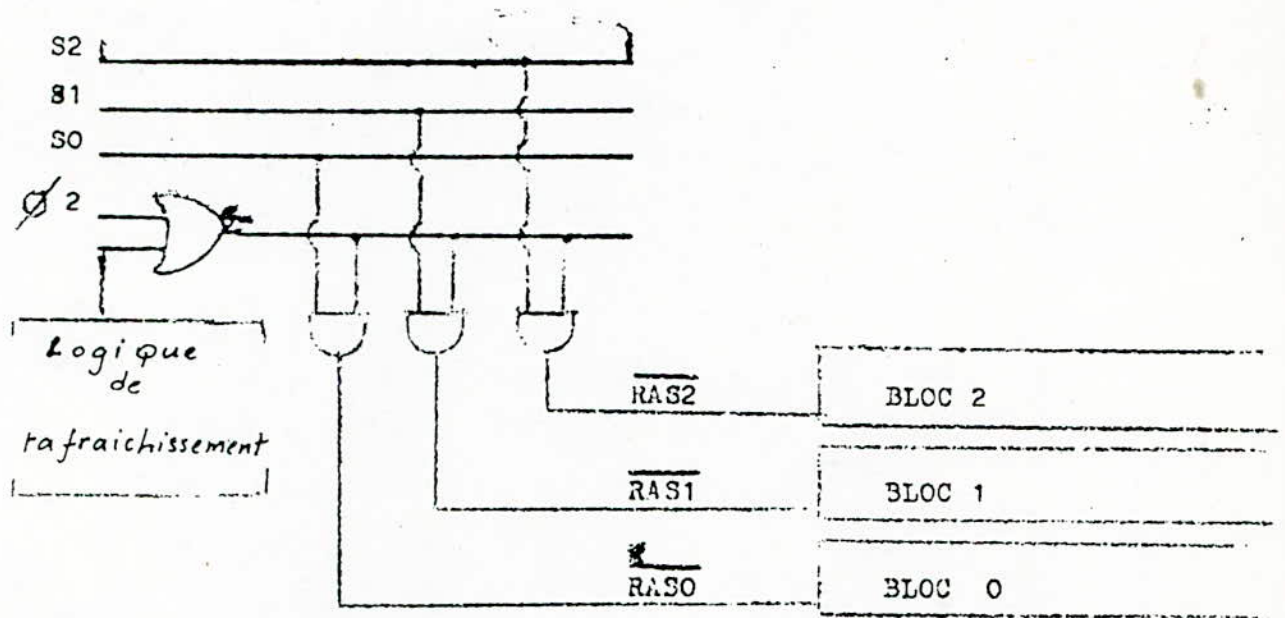 S2
S1
S0
Ø 2
Logique
de
rafraichissement
RAS2
BLOC 2
RAS1
BLOC 1
RAS0
BLOC 0